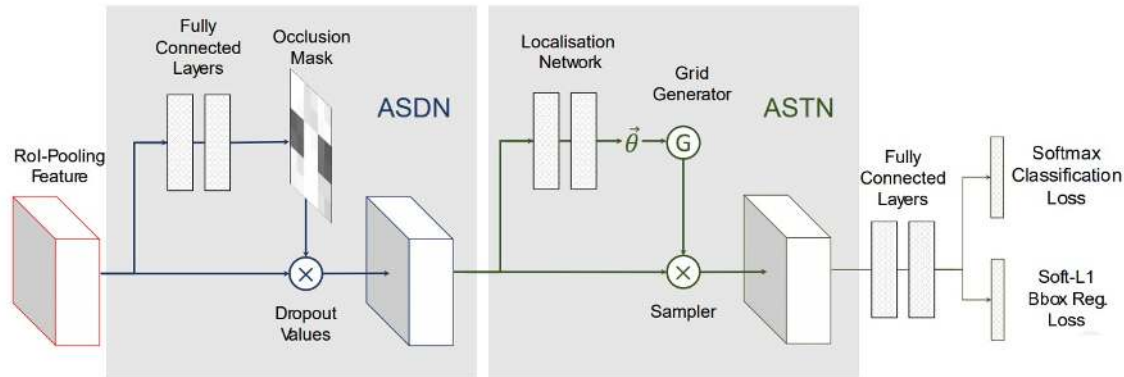 RoI-Pooling
Feature
Fully
Connected
Layers
Occlusion
Mask
ASDN
Dropout
Values
Localisation
Network
θ
Grid
Generator
G
ASTN
Sampler
Fully
Connected
Layers
Softmax
Classification
Loss
Soft-L1
Bbox Reg.
Loss